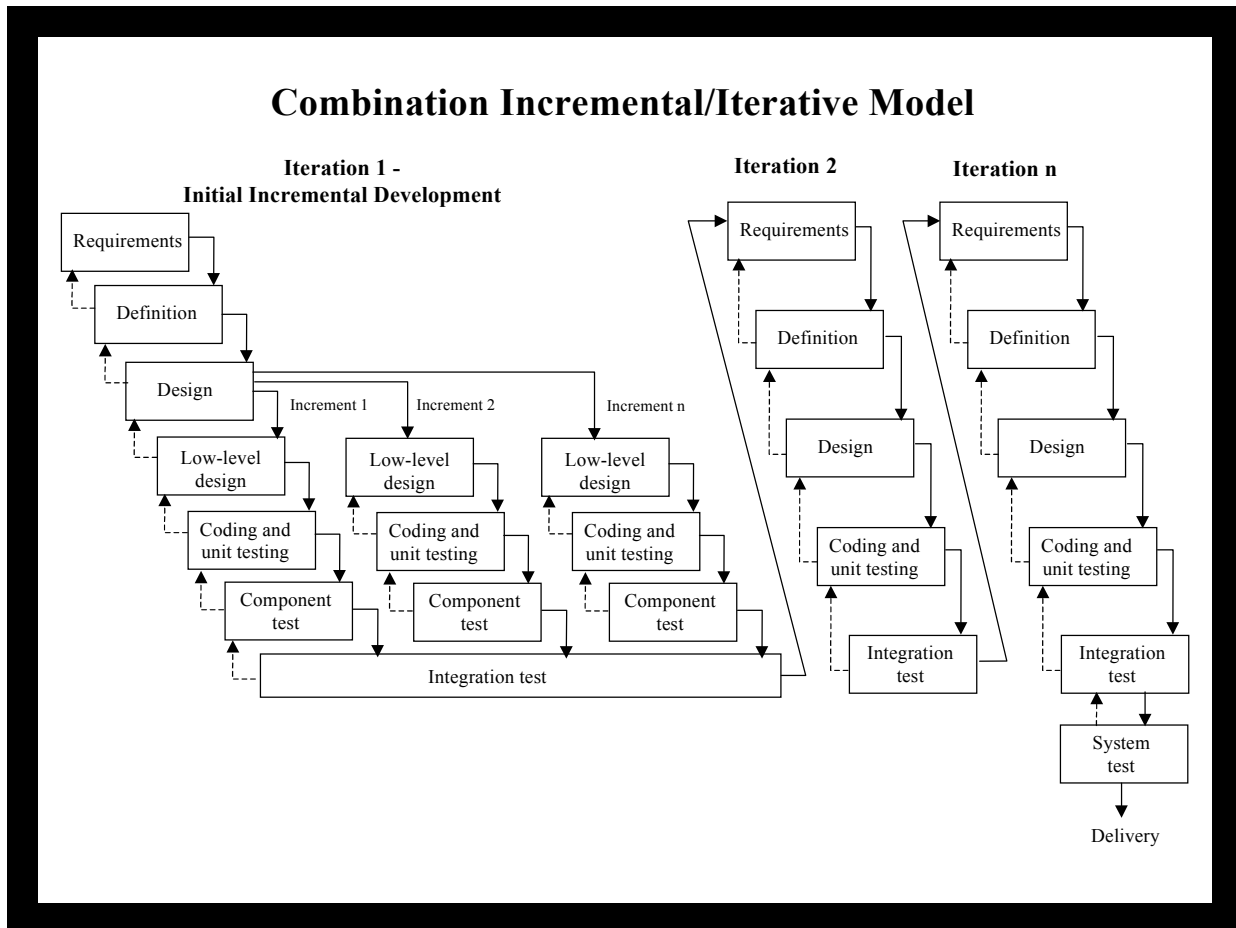 Combination Incremental/Iterative Model
Iteration 1 -
Initial Incremental Development
Requirements
Definition
Design
Increment 1
Increment 2
Increment n
Low-level
design
Coding and
unit testing
Component
test
Low-level
design
Coding and
unit testing
Component
test
Low-level
design
Coding and
unit testing
Component
test
Integration test
Iteration 2
Requirements
Definition
Design
Coding and
unit testing
Integration
test
Iteration n
Requirements
Definition
Design
Coding and
unit testing
Integration
test
System
test
Delivery